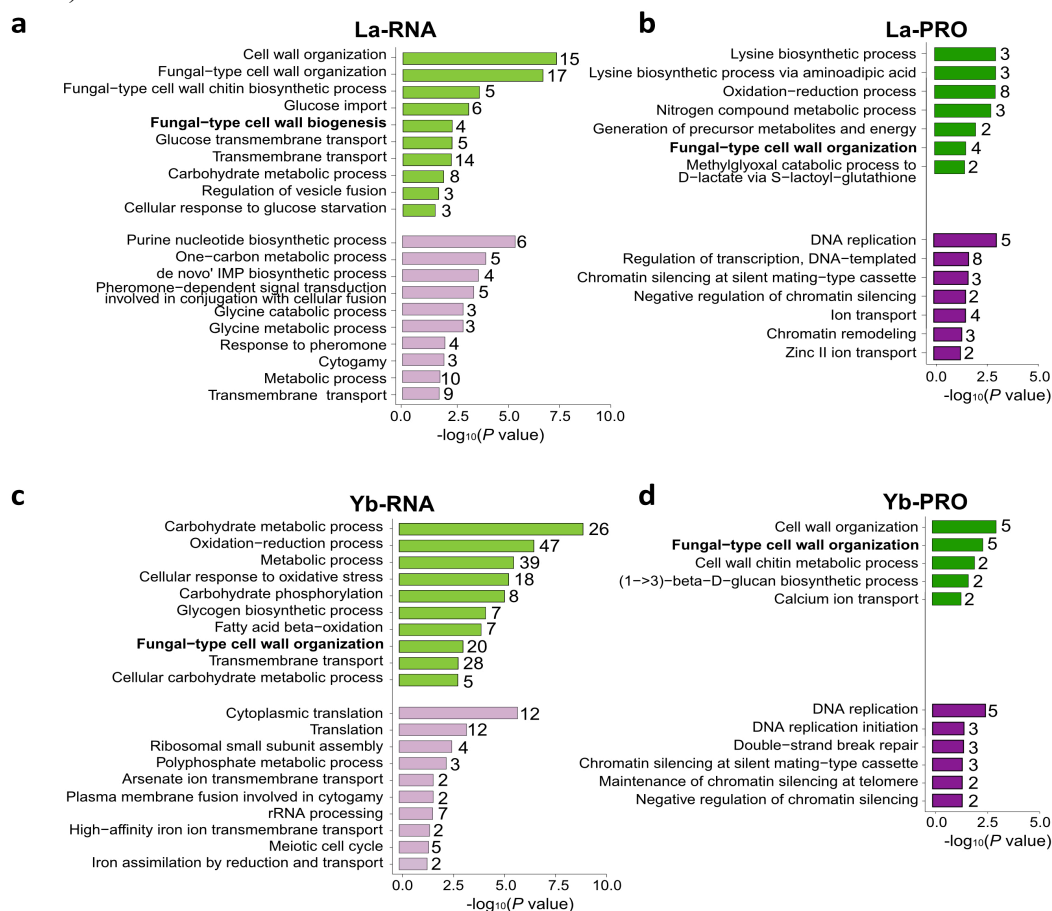 a
La-RNA
Cell wall organization 15
Fungal−type cell wall organization 17
Fungal−type cell wall chitin biosynthetic process 5
Glucose import 6
Fungal−type cell wall biogenesis 4
Glucose transmembrane transport 5
Transmembrane transport 14
Carbohydrate metabolic process 8
Regulation of vesicle fusion 3
Cellular response to glucose starvation 3
Purine nucleotide biosynthetic process 6
One−carbon metabolic process 5
de novo' IMP biosynthetic process 4
Pheromone−dependent signal transduction
involved in conjugation with cellular fusion 5
Glycine catabolic process 3
Glycine metabolic process 3
Response to pheromone 4
Cytogamy 3
Metabolic process 10
Transmembrane transport 9
0.0 2.5 5.0 7.5 10.0
-log10(P value)
b
La-PRO
Lysine biosynthetic process 3
Lysine biosynthetic process via aminoadipic acid 3
Oxidation−reduction process 8
Nitrogen compound metabolic process 3
Generation of precursor metabolites and energy 2
Fungal−type cell wall organization 4
Methylglyoxal catabolic process to 2
D−lactate via S−lactoyl−glutathione
DNA replication 5
Regulation of transcription, DNA−templated 8
Chromatin silencing at silent mating−type cassette 3
Negative regulation of chromatin silencing 2
Ion transport 4
Chromatin remodeling 3
Zinc II ion transport 2
0.0 2.5 5.0
-log10(P value)
c
Yb-RNA
Carbohydrate metabolic process 26
Oxidation−reduction process 47
Metabolic process 39
Cellular response to oxidative stress 18
Carbohydrate phosphorylation 8
Glycogen biosynthetic process 7
Fatty acid beta−oxidation 7
Fungal−type cell wall organization 20
Transmembrane transport 28
Cellular carbohydrate metabolic process 5
Cytoplasmic translation 12
Translation 12
Ribosomal small subunit assembly 4
Polyphosphate metabolic process 3
Arsenate ion transmembrane transport 2
Plasma membrane fusion involved in cytogamy 2
rRNA processing 7
High−affinity iron ion transmembrane transport 2
Meiotic cell cycle 5
Iron assimilation by reduction and transport 2
0.0 2.5 5.0 7.5 10.0
-log10(P value)
d
Yb-PRO
Cell wall organization 5
Fungal−type cell wall organization 5
Cell wall chitin metabolic process 2
(1−>3)−beta−D−glucan biosynthetic process 2
Calcium ion transport 2
DNA replication 5
DNA replication initiation 3
Double−strand break repair 3
Chromatin silencing at silent mating−type cassette 3
Maintenance of chromatin silencing at telomere 2
Negative regulation of chromatin silencing 2
0.0 2.5 5.0
-log10(P value)